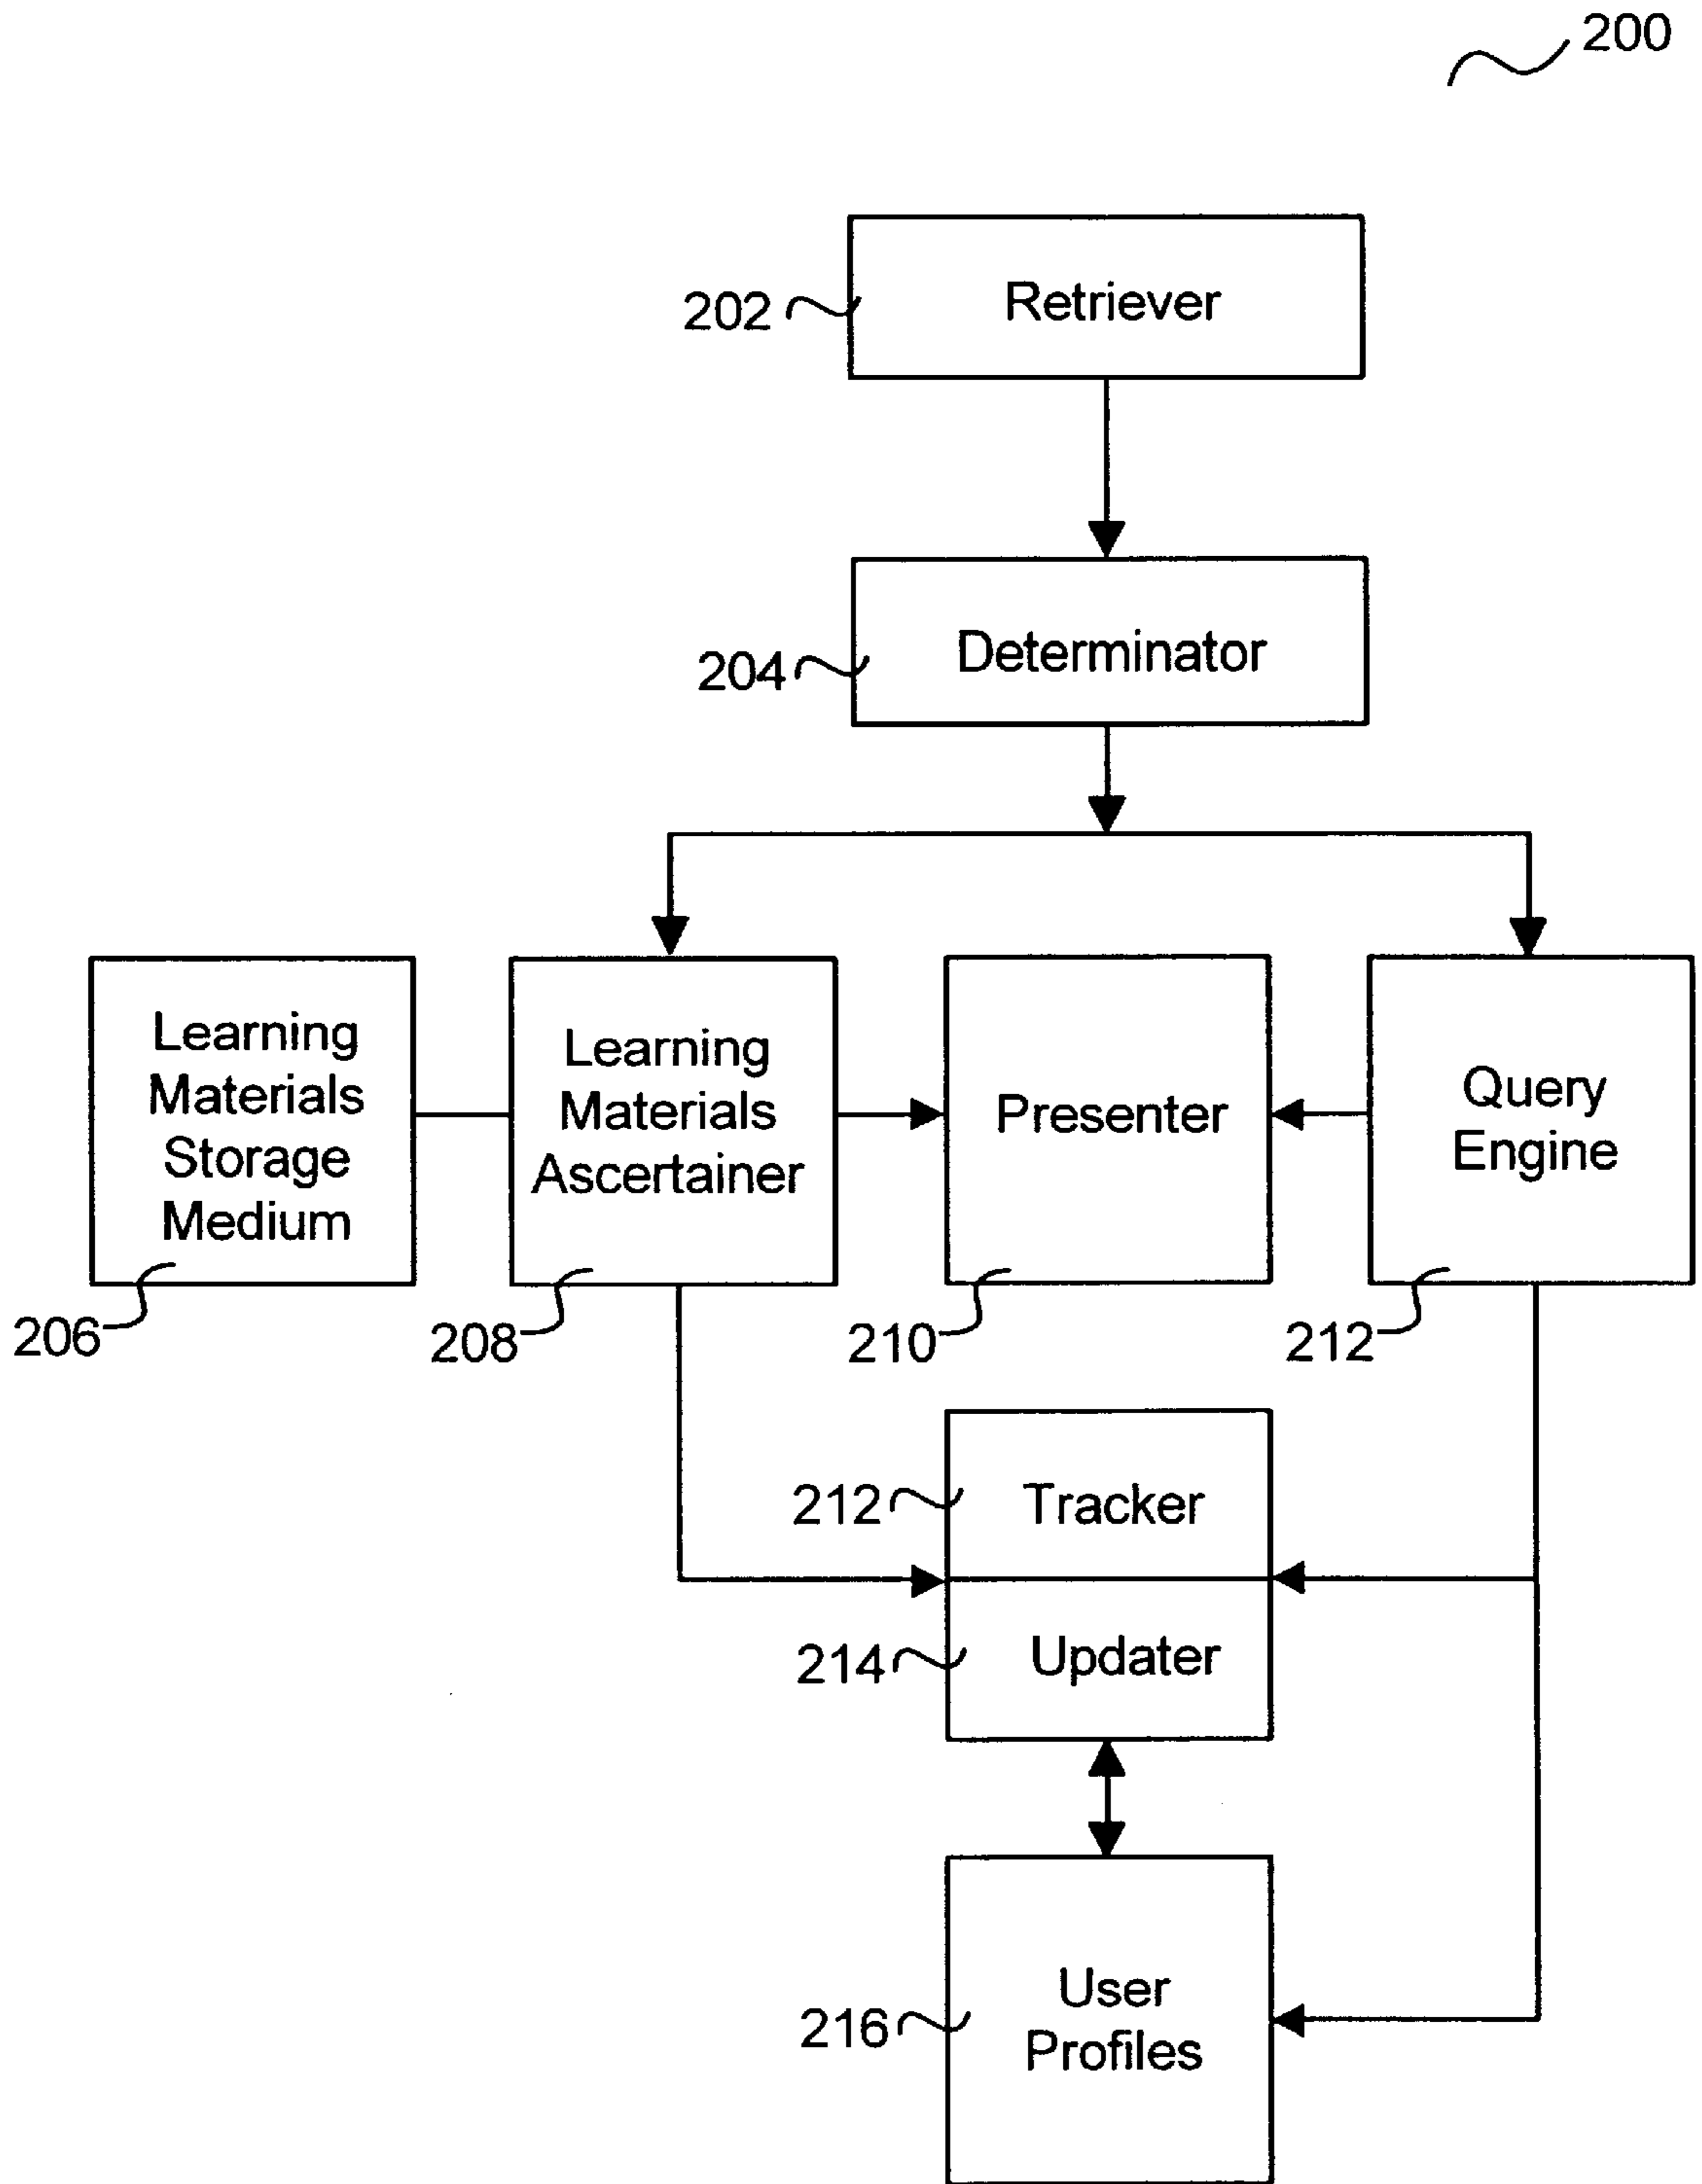 200
Retriever
202
Determinator
204
Learning
Materials
Storage
Medium
206
Learning
Materials
Ascertainer
208
Presenter
210
Query
Engine
212
212
Tracker
214
Updater
216
User
Profiles